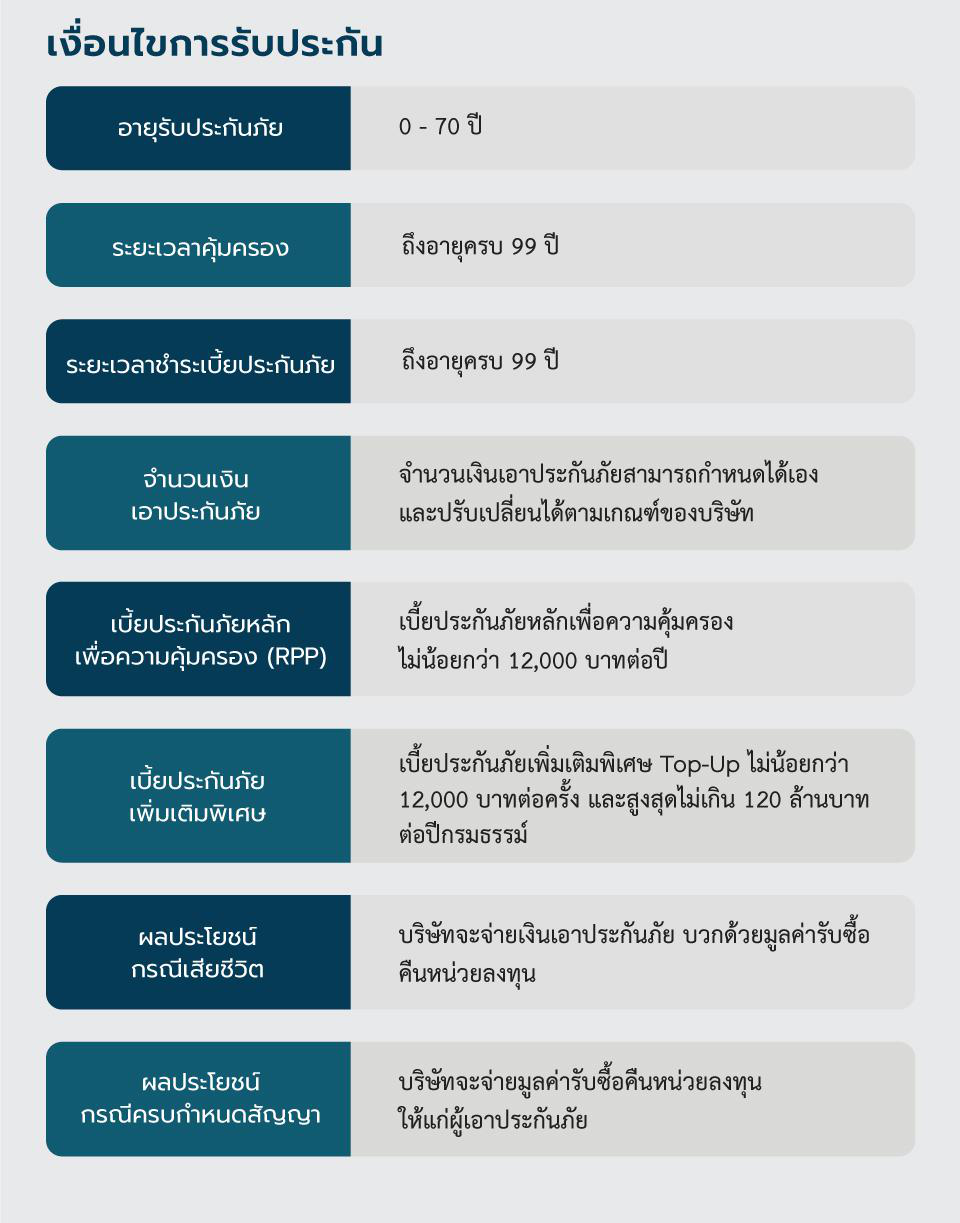 เงื่อนไขการรับประกัน
อายุรับประกันภัย
0 - 70 ปี
ระยะเวลาคุ้มครอง
ถึงอายุครบ 99 ปี
ระยะเวลาชำระเบี้ยประกันภัย
ถึงอายุครบ 99 ปี
จำนวนเงิน
เอาประกันภัย
จำนวนเงินเอาประกันภัยสามารถกำหนดได้เอง
และปรับเปลี่ยนได้ตามเกณฑ์ของบริษัท
เบี้ยประกันภัยหลัก
เพื่อความคุ้มครอง (RPP)
เบี้ยประกันภัยหลักเพื่อความคุ้มครอง
ไม่น้อยกว่า 12,000 บาทต่อปี
เบี้ยประกันภัย
เพิ่มเติมพิเศษ
เบี้ยประกันภัยเพิ่มเติมพิเศษ Top-Up ไม่น้อยกว่า
12,000 บาทต่อครั้ง และสูงสุดไม่เกิน 120 ล้านบาท
ต่อปีกรมธรรม์
ผลประโยชน์
กรณีเสียชีวิต
บริษัทจะจ่ายเงินเอาประกันภัย บวกด้วยมูลค่ารับซื้อ
คืนหน่วยลงทุน
ผลประโยชน์
กรณีครบกำหนดสัญญา
บริษัทจะจ่ายมูลค่ารับซื้อคืนหน่วยลงทุน
ให้แก่ผู้เอาประกันภัย